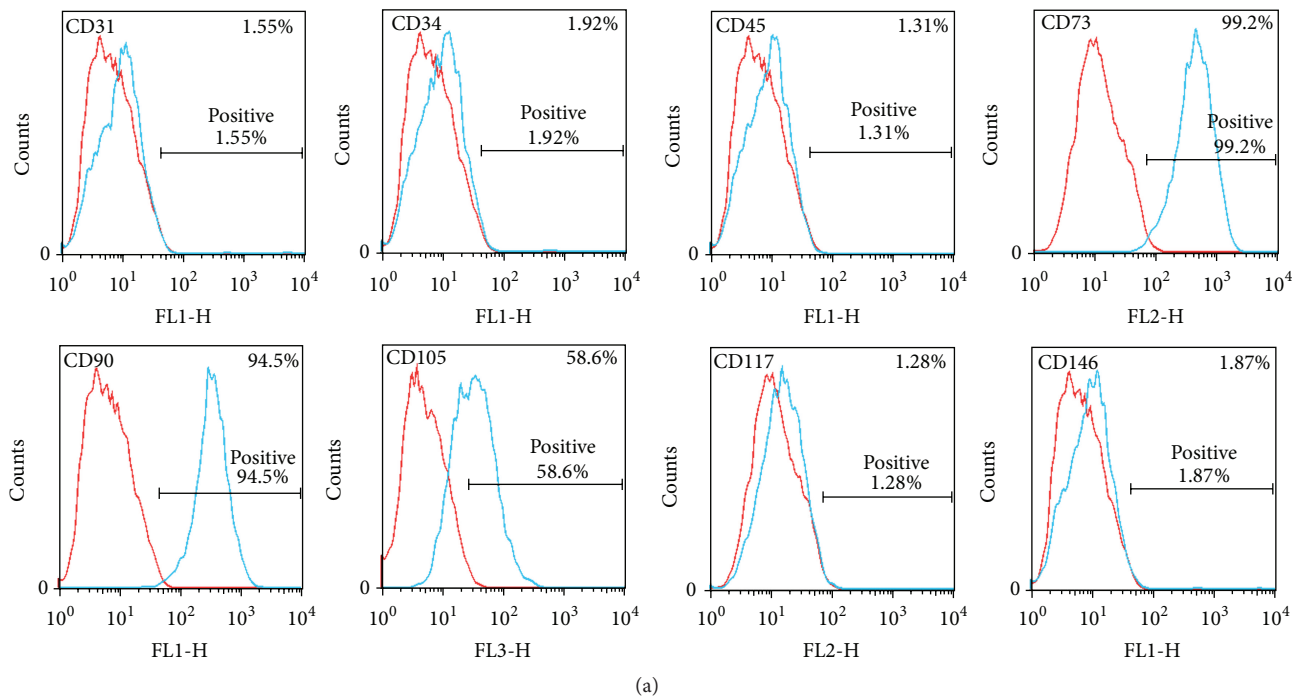 CD31 1.55%
Positive
1.55%
Counts
0
10^0 10^1 10^2 10^3 10^4
FL1-H
CD34 1.92%
Positive
1.92%
Counts
0
10^0 10^1 10^2 10^3 10^4
FL1-H
CD45 1.31%
Positive
1.31%
Counts
0
10^0 10^1 10^2 10^3 10^4
FL1-H
CD73 99.2%
Positive
99.2%
Counts
0
10^0 10^1 10^2 10^3 10^4
FL2-H
CD90 94.5%
Positive
94.5%
Counts
0
10^0 10^1 10^2 10^3 10^4
FL1-H
CD105 58.6%
Positive
58.6%
Counts
0
10^0 10^1 10^2 10^3 10^4
FL3-H
CD117 1.28%
Positive
1.28%
Counts
0
10^0 10^1 10^2 10^3 10^4
FL2-H
CD146 1.87%
Positive
1.87%
Counts
0
10^0 10^1 10^2 10^3 10^4
FL1-H
(a)